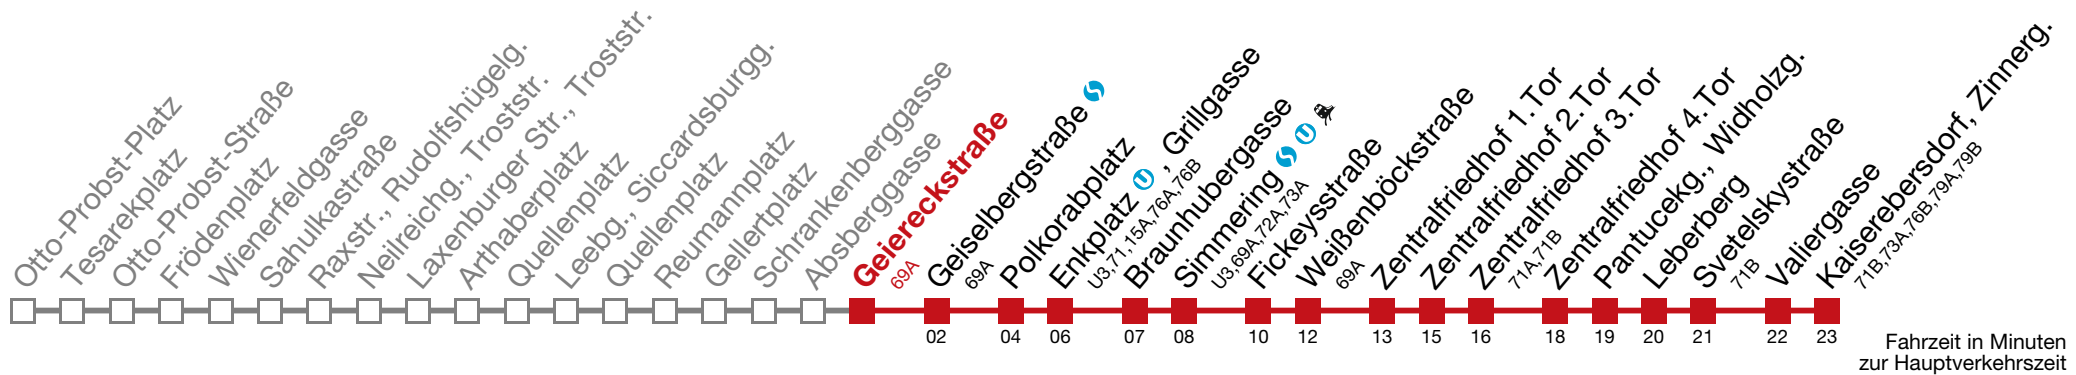 Otto-Probst-Platz
Tesarekplatz
Otto-Probst-Straße
Frödenplatz
Wienerfeldgasse
Sahulkastraße
Raxstr., Rudolfshügelg.
Neilreichg., Troststr.
Laxenburger Str., Troststr.
Arthaberplatz
Quellenplatz
Leebg., Siccardsburgg.
Quellenplatz
Reumannplatz
Gellertplatz
Schrankenberggasse
Absberggasse
Geiereckstraße
69A
Geiselbergstraße
69A
Polkorabplatz
Enkplatz U, Grillgasse
U3,71,15A,76A,76B
Braunhubergasse
Simmering U
U3,69A,72A,73A
Fickeysstraße
Weißenböckstraße
69A
Zentralfriedhof 1.Tor
Zentralfriedhof 2.Tor
Zentralfriedhof 3.Tor
71A,71B
Zentralfriedhof 4.Tor
Pantucekg., Widholzg.
Leberberg
Svetelskystraße
71B
Valiergasse
Kaiserebersdorf, Zinnerg.
71B,73A,76B,79A,79B
02 04 06 07 08 10 12 13 15 16 18 19 20 21 22 23
Fahrzeit in Minuten
zur Hauptverkehrszeit